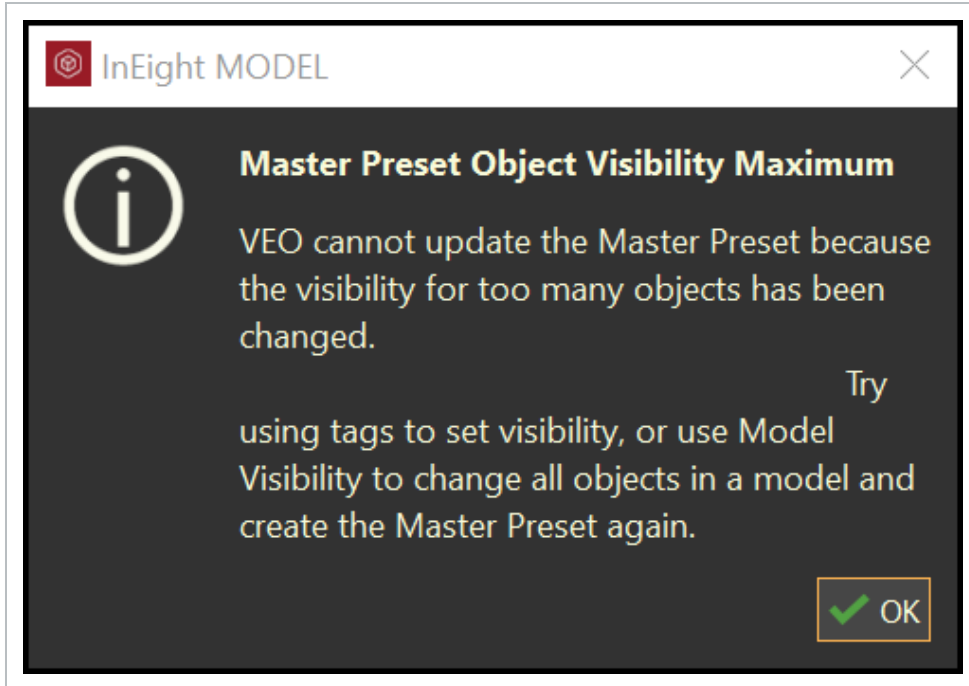 InEight MODEL
Master Preset Object Visibility Maximum
VEO cannot update the Master Preset because
the visibility for too many objects has been
changed.
Try
using tags to set visibility, or use Model
Visibility to change all objects in a model and
create the Master Preset again.
OK